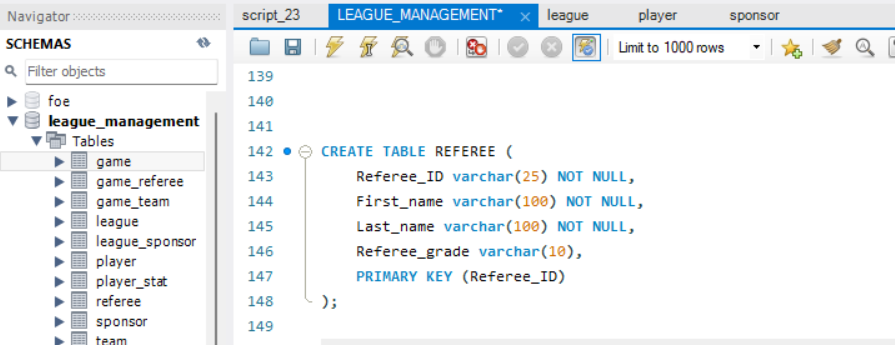 Navigator
script_23
LEAGUE_MANAGEMENT*
league
player
sponsor
SCHEMAS
Filter objects
Limit to 1000 rows
foe
league_management
Tables
game
game_referee
game_team
league
league_sponsor
player
player_stat
referee
sponsor
team
139
140
141
142 CREATE TABLE REFEREE (
143 Referee_ID varchar(25) NOT NULL,
144 First_name varchar(100) NOT NULL,
145 Last_name varchar(100) NOT NULL,
146 Referee_grade varchar(10),
147 PRIMARY KEY (Referee_ID)
148 );
149